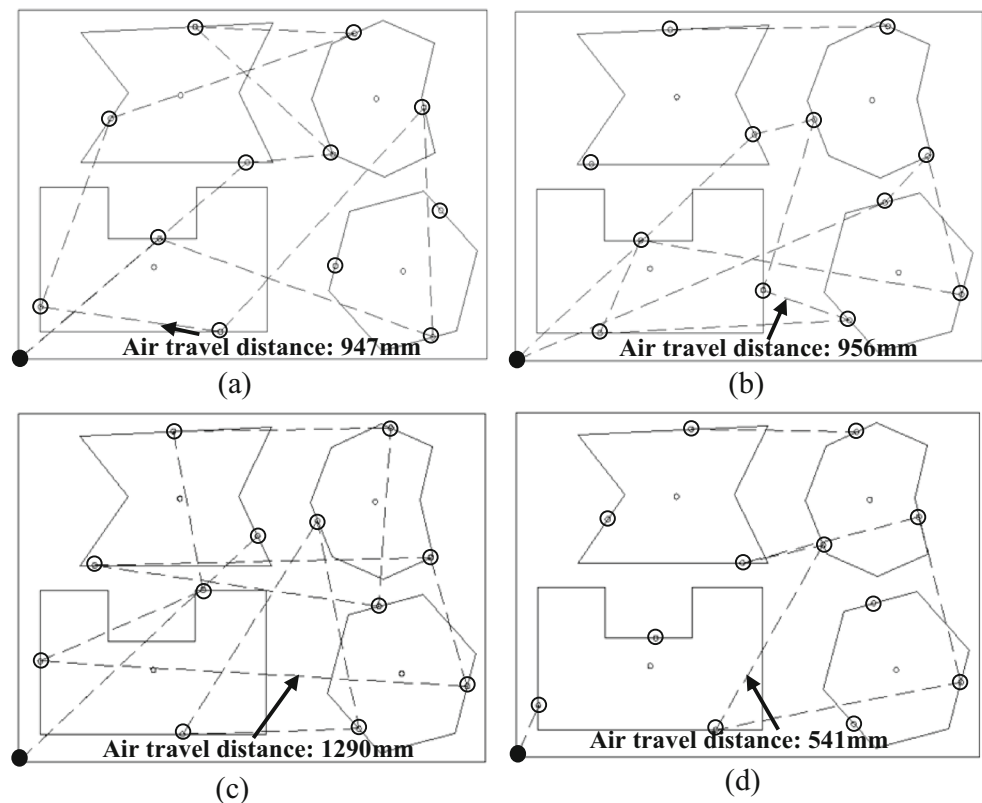 Air travel distance: 947mm
Air travel distance: 956mm
(a)
(b)
Air travel distance: 1290mm
Air travel distance: 541mm
(c)
(d)